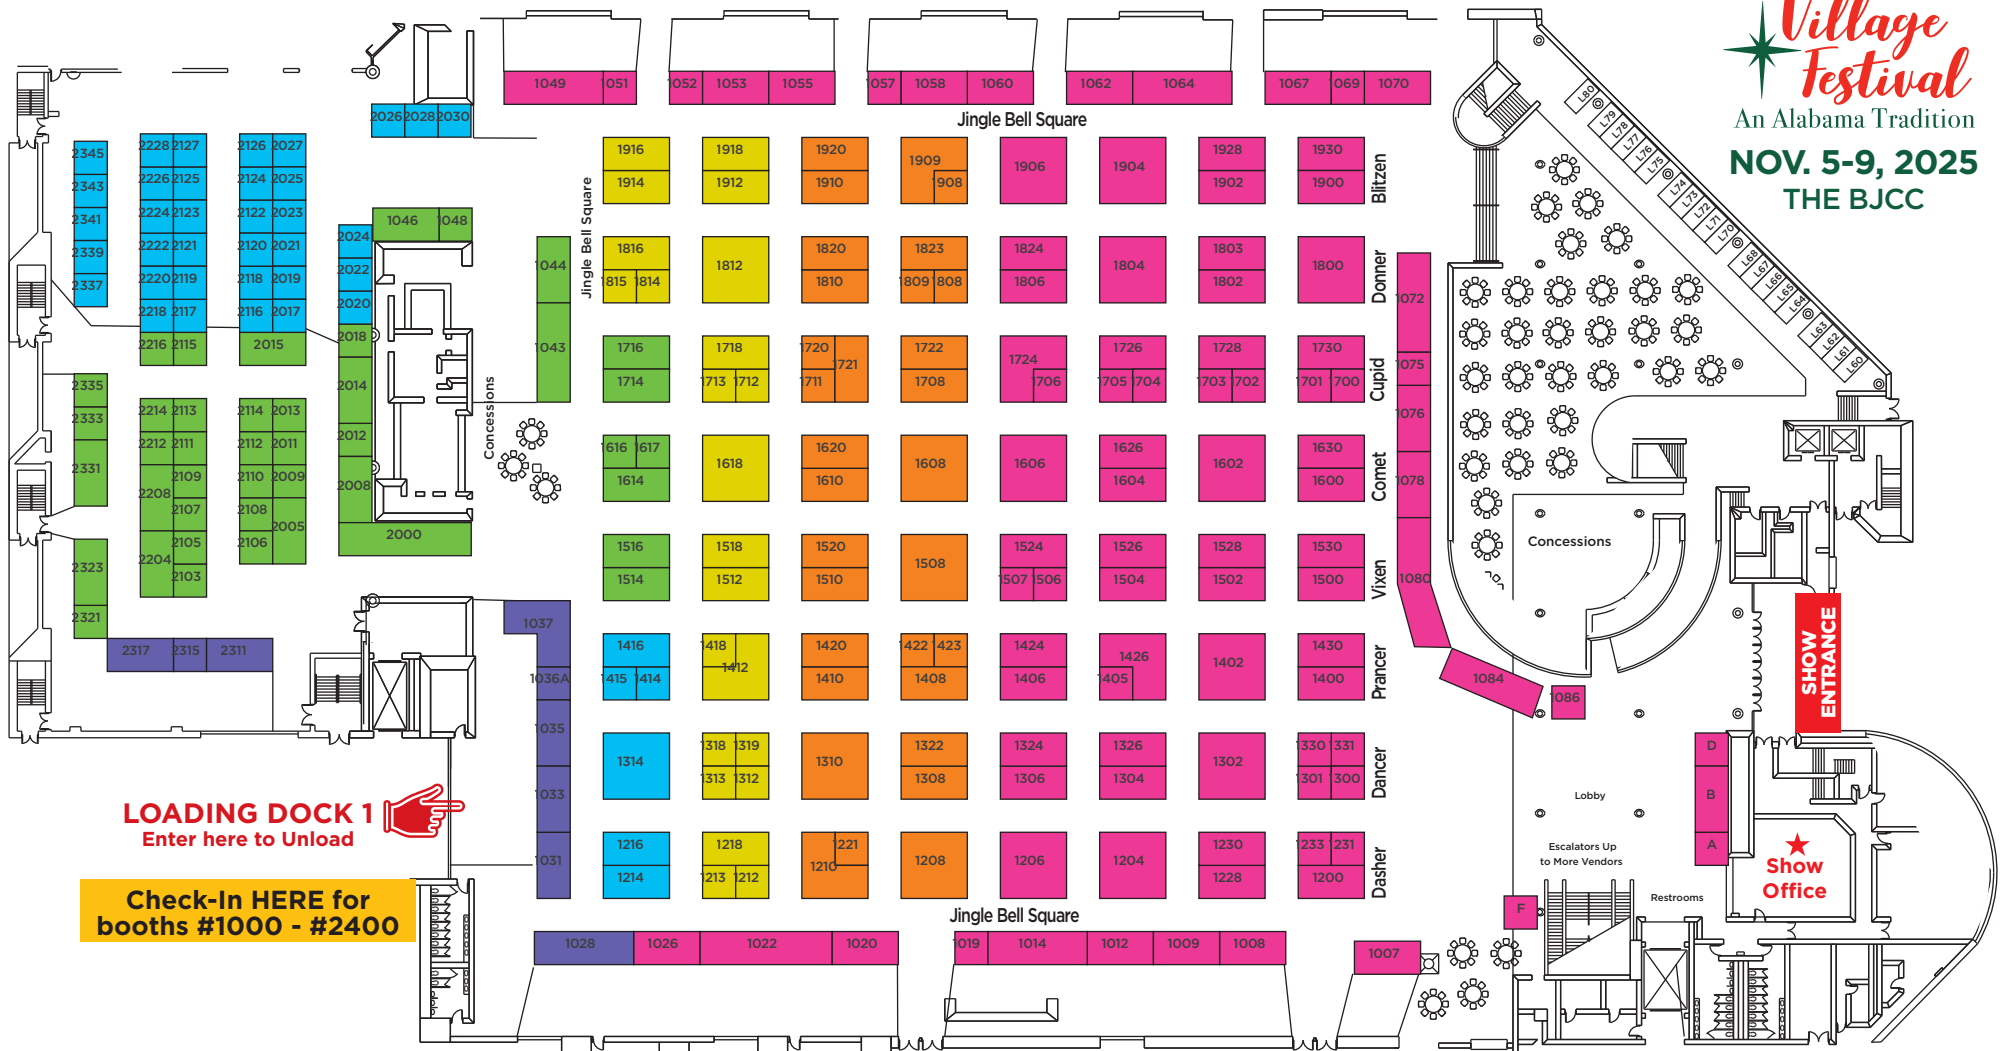 Village
Festival
An Alabama Tradition
NOV. 5-9, 2025
THE BJCC
1049 1051 1052 1053 1055 1057 1058 1060 1062 1064 1067 069 1070
Jingle Bell Square
2026 2028 2030
2345 2228 2127 2126 2027
2343 2226 2125 2124 2025
2341 2224 2123 2122 2023
2339 2222 2121 2120 2021
2337 2220 2119 2118 2019
2218 2117 2116 2017
2216 2115 2015
2335 2214 2113 2114 2013
2333 2212 2111 2112 2011
2331 2208 2109 2110 2009
2107 2108 2005
2204 2105 2106
2103
2323
2321
2317 2315 2311
1046 1048
2024
2022
2020
2018
2014
2012
2008
2000
Concessions
1044
1043
Jingle Bell Square
1916 1918 1920 1909 1906 1904 1928 1930
1914 1912 1910 1908 1902 1900
Blitzen
1816 1812 1820 1823 1824 1804 1803 1800
1815 1814 1810 1809 1808 1806 1802
Donner
1716 1718 1720 1721 1722 1724 1726 1728 1730
1714 1713 1712 1711 1708 1706 1705 1704 1703 1702 1701 1700
Cupid
1616 1617 1618 1620 1608 1606 1626 1602 1630
1614 1610 1604 1600
Comet
1516 1518 1520 1508 1524 1526 1528 1530
1514 1512 1510 1507 1506 1504 1502 1500
Vixen
1416 1418 1412 1420 1422 1423 1424 1426 1402 1430
1415 1414 1410 1408 1406 1405 1400
Prancer
1314 1318 1319 1310 1322 1324 1326 1302 1330 331
1313 1312 1308 1306 1304 1301 1300
Dancer
1216 1218 1210 1221 1208 1206 1204 1230 1233 231
1214 1213 1212 1228 1200
Dasher
Jingle Bell Square
1037
1036A
1035
1033
1031
1028 1026 1022 1020 1019 1014 1012 1009 1008 1007
1072
1075
1076
1078
1080
1084
1086
L80
L79
L78
L77
L76
L75
L74
L73
L72
L71
L70
L68
L67
L66
L65
L64
L63
L62
L61
L60
Concessions
SHOW
ENTRANCE
D
B
A
F
Lobby
Escalators Up
to More Vendors
Restrooms
Show
Office
LOADING DOCK 1
Enter here to Unload
Check-In HERE for
booths #1000 - #2400